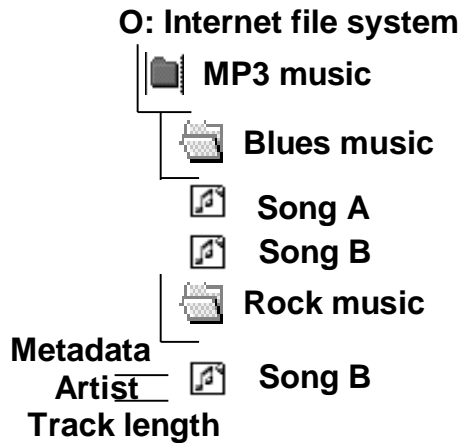 O: Internet file system
MP3 music
Blues music
Song A
Song B
Rock music
Metadata
Artist
Song B
Track length